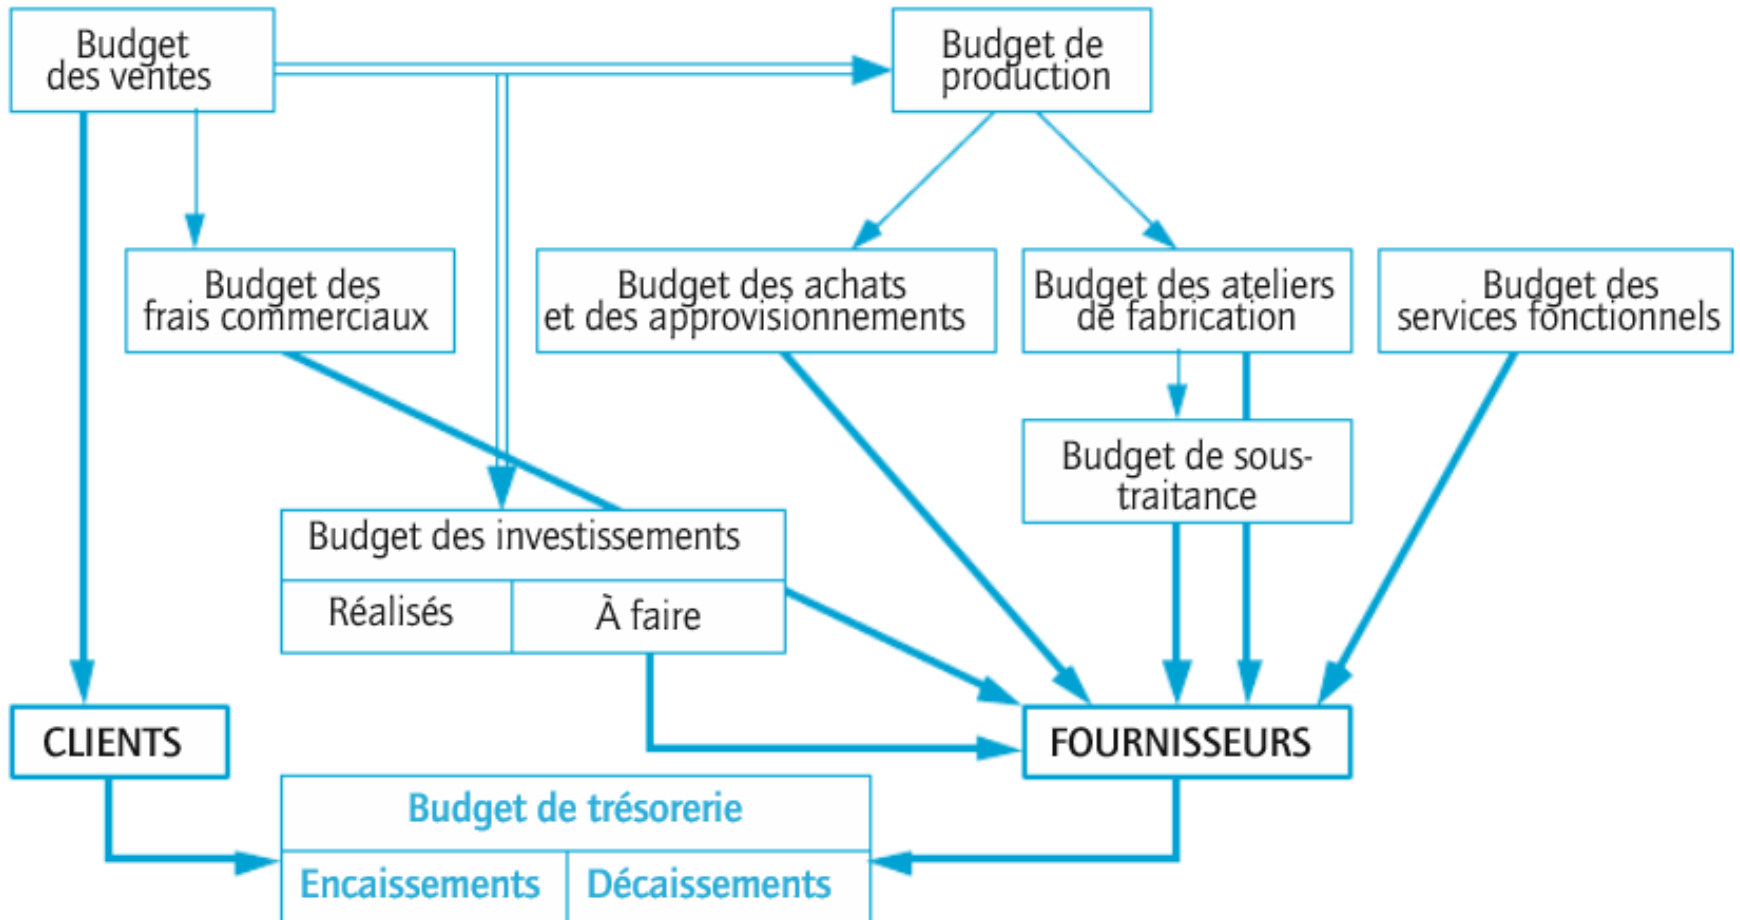 Budget
des ventes
Budget de
production
Budget des
frais commerciaux
Budget des achats
et des approvisionnements
Budget des ateliers
de fabrication
Budget des
services fonctionnels
Budget de sous-
traitance
Budget des investissements
Réalisés
À faire
CLIENTS
FOURNISSEURS
Budget de trésorerie
Encaissements
Décaissements